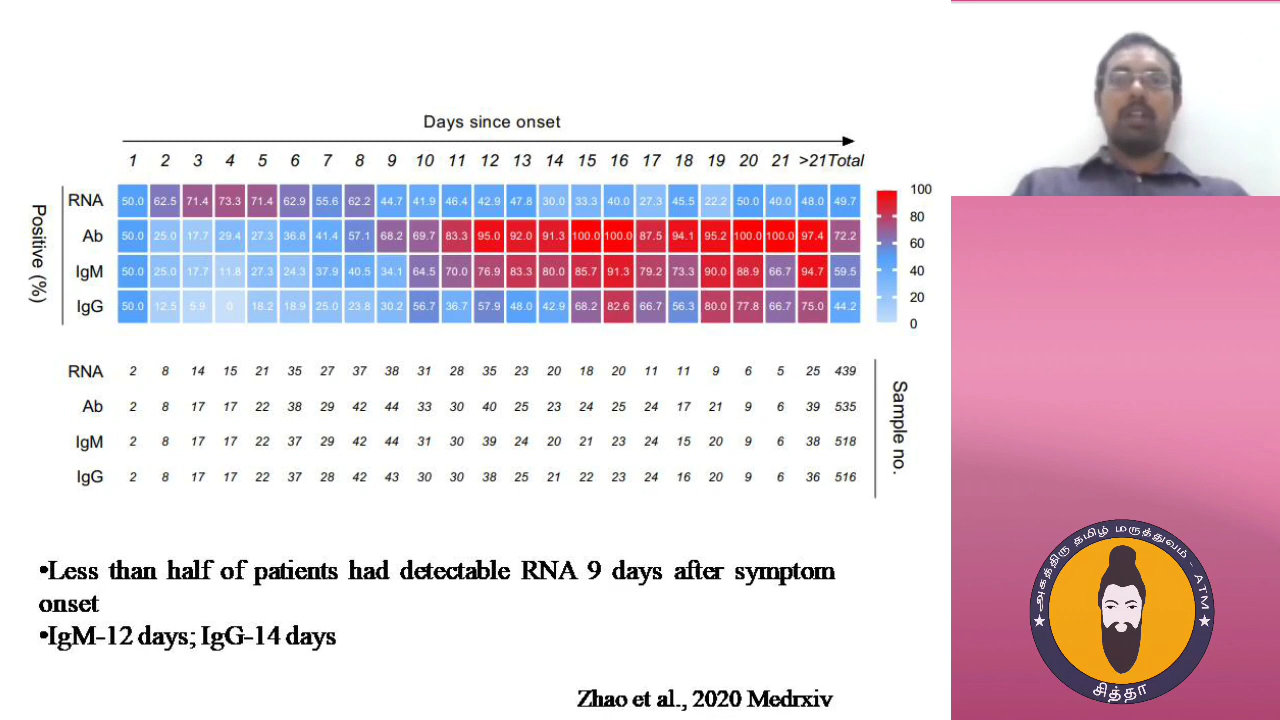 Days since onset
1 2 3 4 5 6 7 8 9 10 11 12 13 14 15 16 17 18 19 20 21 >21 Total
Positive (%)
RNA 50.0 62.5 71.4 73.3 71.4 62.9 55.6 62.2 44.7 41.9 46.4 42.9 47.8 30.0 33.3 40.0 27.3 45.5 22.2 50.0 40.0 48.0 49.7
Ab 50.0 25.0 17.7 29.4 27.3 36.8 41.4 57.1 68.2 69.7 83.3 95.0 92.0 91.3 100.0 100.0 87.5 94.1 95.2 100.0 100.0 97.4 72.2
IgM 50.0 25.0 17.7 11.8 27.3 24.3 37.9 40.5 34.1 64.5 70.0 76.9 83.3 80.0 85.7 91.3 79.2 73.3 90.0 88.9 66.7 94.7 59.5
IgG 50.0 12.5 5.9 0 18.2 18.9 25.0 23.8 30.2 56.7 36.7 57.9 48.0 42.9 68.2 82.6 66.7 56.3 80.0 77.8 66.7 75.0 44.2
100
80
60
40
20
0
RNA 2 8 14 15 21 35 27 37 38 31 28 35 23 20 18 20 11 11 9 6 5 25 439
Ab 2 8 17 17 22 38 29 42 44 33 30 40 25 23 24 25 24 17 21 9 6 39 535
IgM 2 8 17 17 22 37 29 42 44 31 30 39 24 20 21 23 24 15 20 9 6 38 518
IgG 2 8 17 17 22 37 28 42 43 30 30 38 25 21 22 23 24 16 20 9 6 36 516
Sample no.
•Less than half of patients had detectable RNA 9 days after symptom
onset
•IgM-12 days; IgG-14 days
Zhao et al., 2020 Medrxiv
அகத்திரு தமிழ் மருத்துவம் - ATM
சித்தா